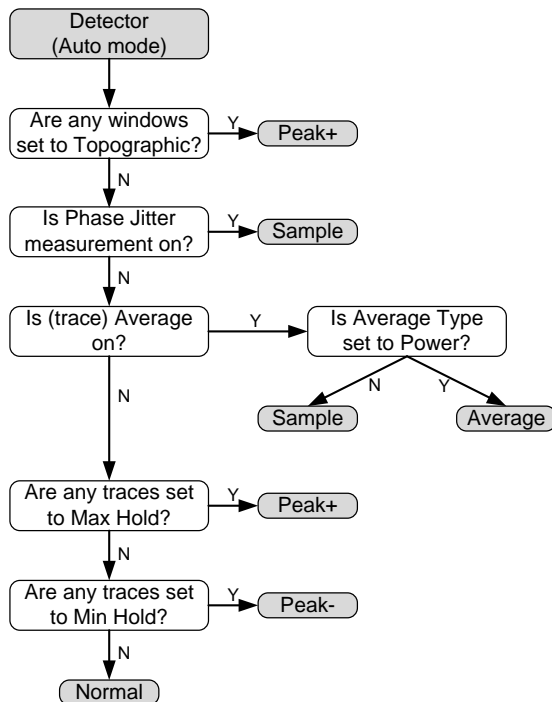 Detector
(Auto mode)
Are any windows
set to Topographic?
Y
Peak+
N
Is Phase Jitter
measurement on?
Y
Sample
N
Is (trace) Average
on?
Y
Is Average Type
set to Power?
N
Y
Sample
Average
N
Are any traces set
to Max Hold?
Y
Peak+
N
Are any traces set
to Min Hold?
Y
Peak-
N
Normal